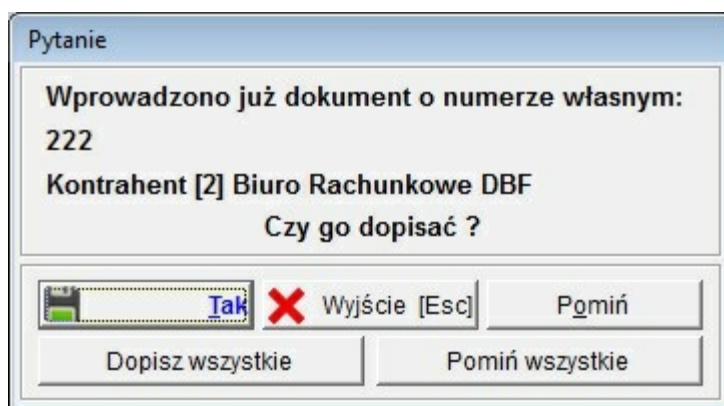 Pytanie
Wprowadzono już dokument o numerze własnym:
222
Kontrahent [2] Biuro Rachunkowe DBF
Czy go dopisać ?
Tak Wyjście [Esc] Pomiń
Dopisz wszystkie Pomiń wszystkie